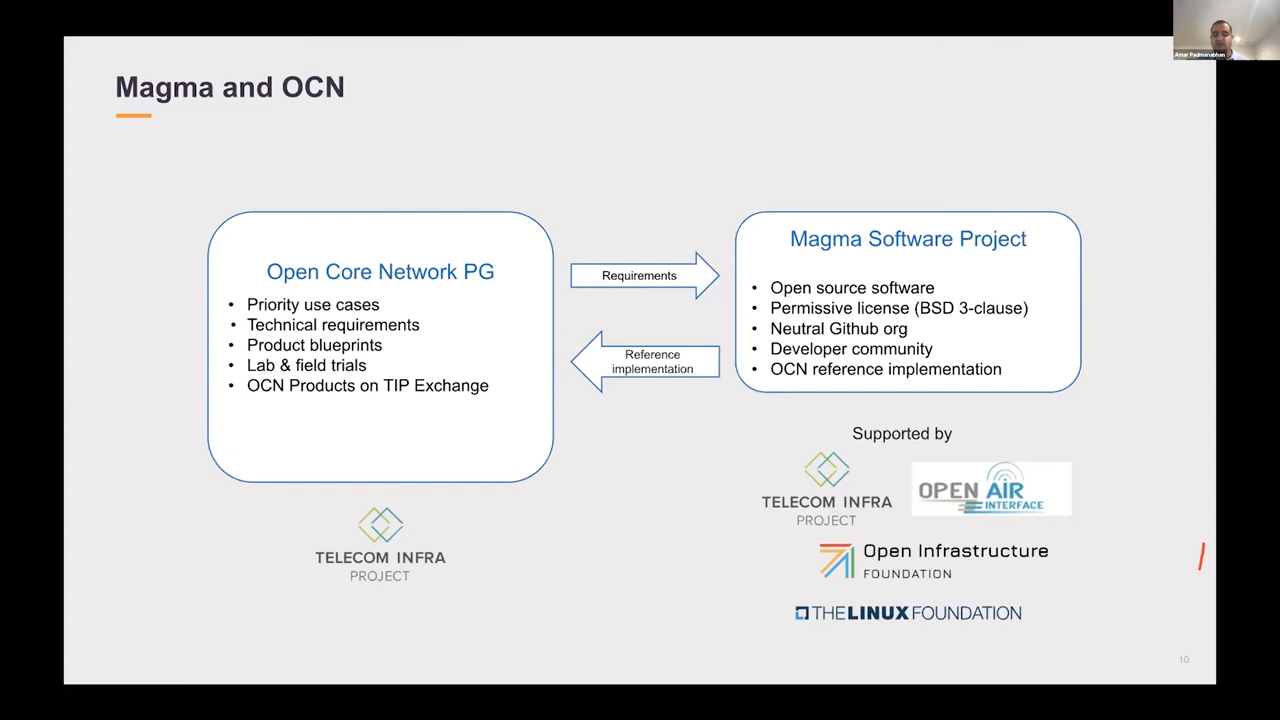 Amar Padmanabhan
Magma and OCN
Open Core Network PG
• Priority use cases
• Technical requirements
• Product blueprints
• Lab & field trials
• OCN Products on TIP Exchange
TELECOM INFRA
PROJECT
Requirements
Reference
implementation
Magma Software Project
• Open source software
• Permissive license (BSD 3-clause)
• Neutral Github org
• Developer community
• OCN reference implementation
Supported by
TELECOM INFRA
PROJECT
OPEN AIR
INTERFACE
Open Infrastructure
FOUNDATION
THE LINUX FOUNDATION
10